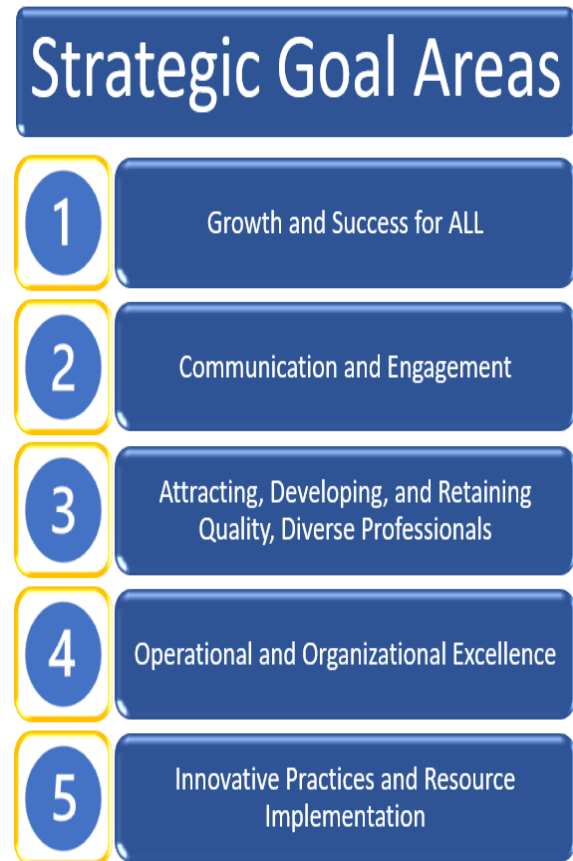 Strategic Goal Areas
1
Growth and Success for ALL
2
Communication and Engagement
3
Attracting, Developing, and Retaining
Quality, Diverse Professionals
4
Operational and Organizational Excellence
5
Innovative Practices and Resource
Implementation